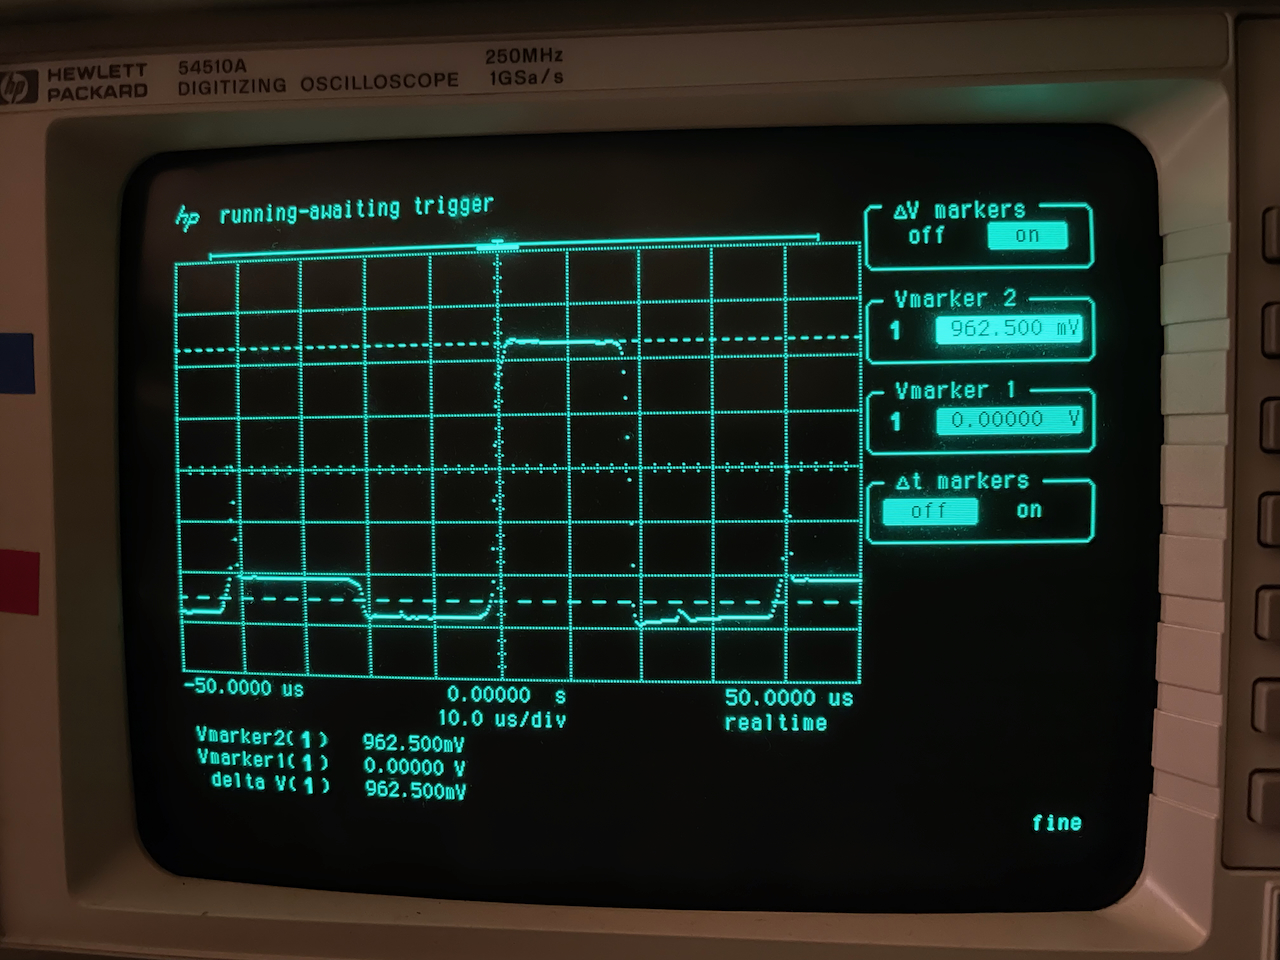 hp HEWLETT PACKARD
54510A
DIGITIZING OSCILLOSCOPE
250MHz
1GSa/s
hp running-awaiting trigger
ΔV markers
off on
Vmarker 2
1 962.500 mV
Vmarker 1
1 0.00000 V
Δt markers
off on
-50.0000 us 0.00000 s 50.0000 us
10.0 us/div realtime
Vmarker2(1) 962.500mV
Vmarker1(1) 0.00000 V
delta V(1) 962.500mV
fine